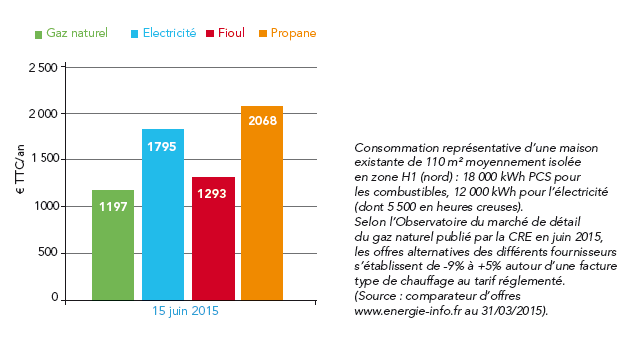 Gaz naturel Electricité Fioul Propane
€ TTC/an
2 500
2 000
1 500
1000
500
0
1197
1795
1293
2068
15 juin 2015
Consommation représentative d'une maison
existante de 110 m² moyennement isolée
en zone H1 (nord) : 18 000 kWh PCS pour
les combustibles, 12 000 kWh pour l'électricité
(dont 5 500 en heures creuses).
Selon l'Observatoire du marché de détail
du gaz naturel publié par la CRE en juin 2015,
les offres alternatives des différents fournisseurs
s'établissent de -9% à +5% autour d'une facture
type de chauffage au tarif réglementé.
(Source : comparateur d'offres
www.energie-info.fr au 31/03/2015).